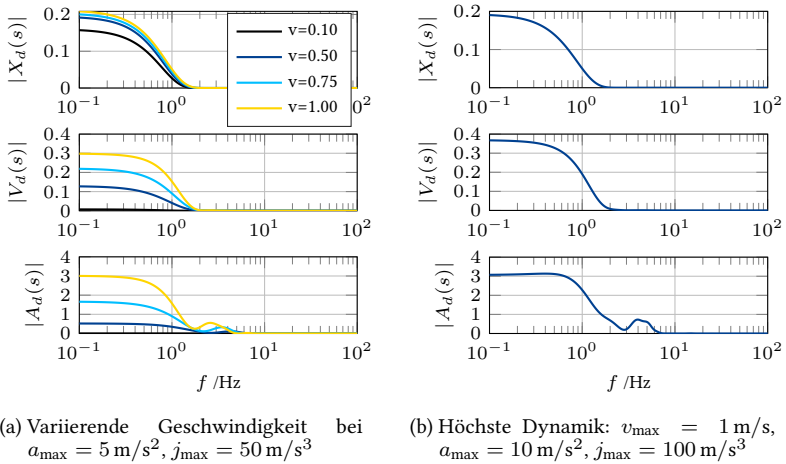 |X_d(s)|
0.2
0.1
0
10^−1 10^0 10^2
v=0.10
v=0.50
v=0.75
v=1.00
|V_d(s)|
0.4
0.3
0.2
0.1
0
10^−1 10^0 10^1 10^2
|A_d(s)|
4
3
2
1
0
10^−1 10^0 10^1 10^2
f /Hz
(a) Variierende Geschwindigkeit bei
a_max = 5 m/s², j_max = 50 m/s³
|X_d(s)|
0.2
0.1
0
10^−1 10^0 10^1 10^2
|V_d(s)|
0.4
0.3
0.2
0.1
0
10^−1 10^0 10^1 10^2
|A_d(s)|
4
3
2
1
0
10^−1 10^0 10^1 10^2
f /Hz
(b) Höchste Dynamik: v_max = 1 m/s,
a_max = 10 m/s², j_max = 100 m/s³